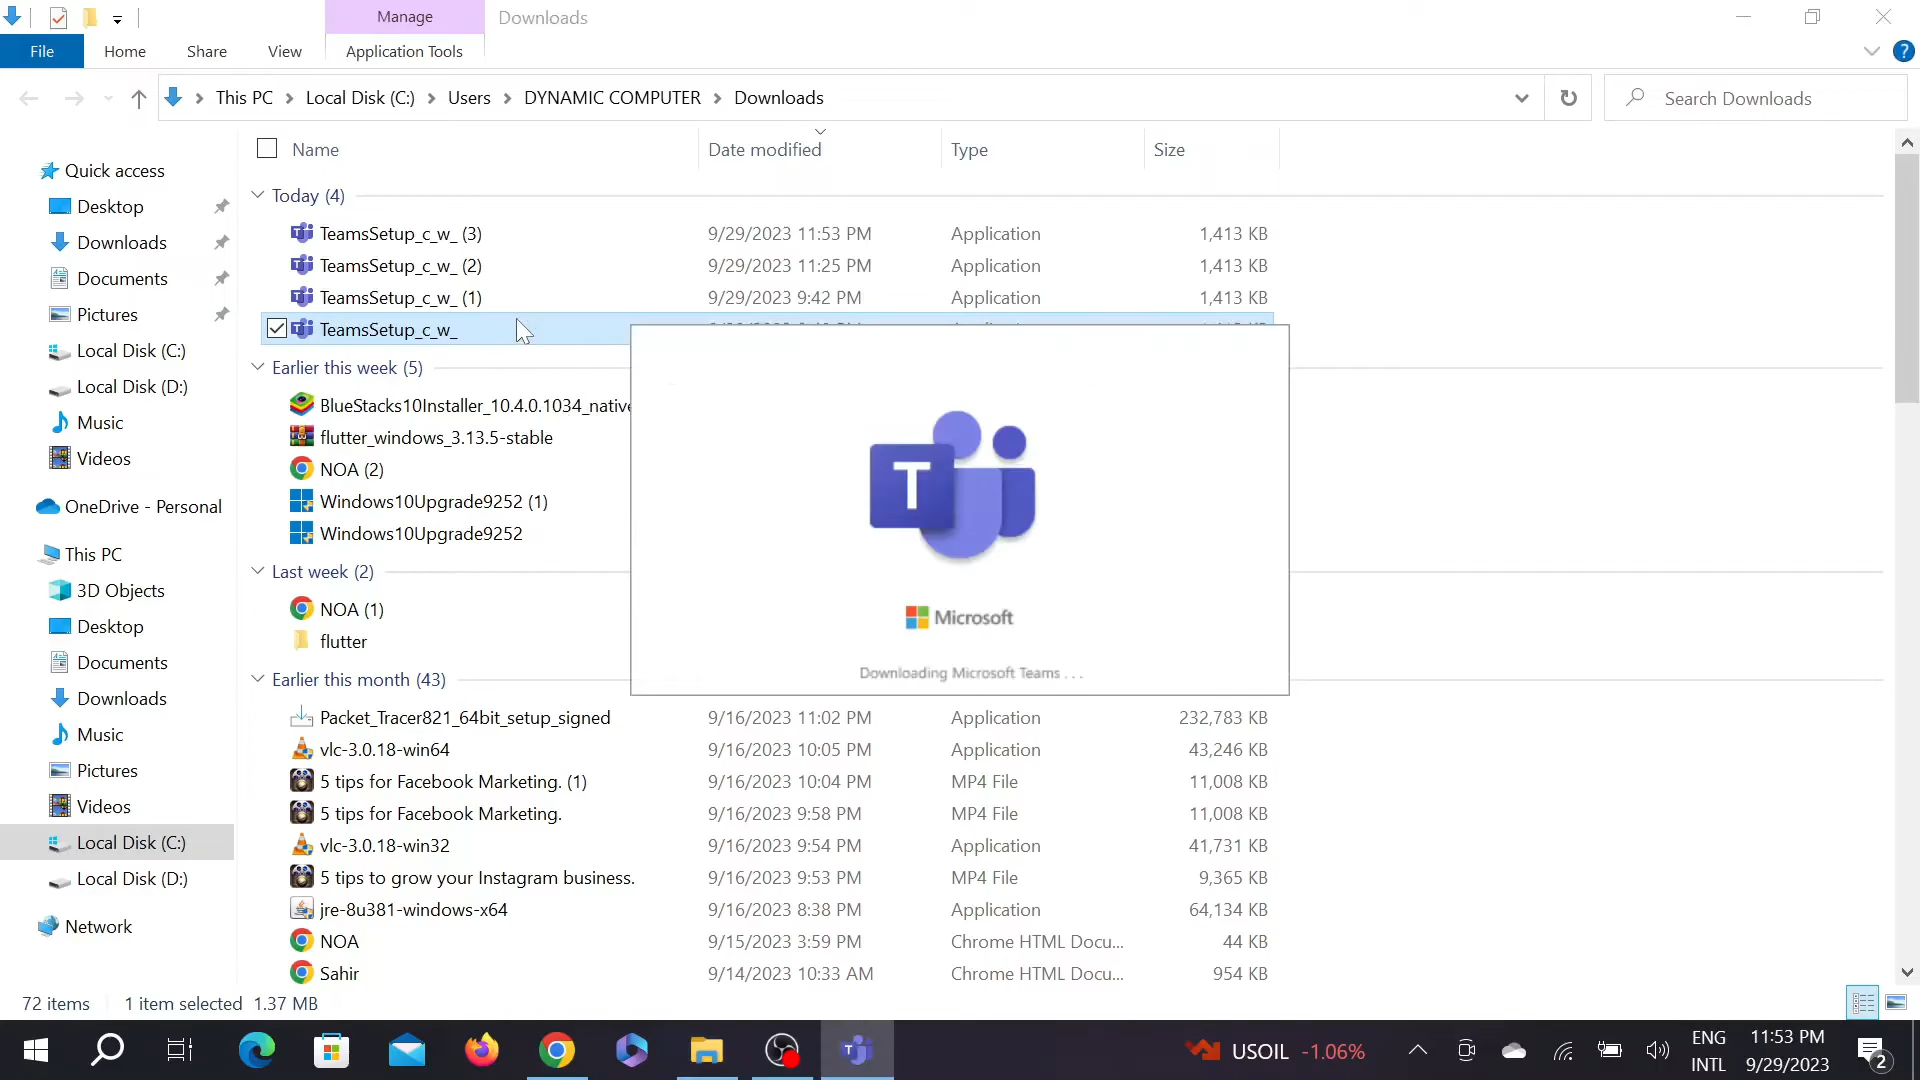 Manage
Downloads
File
Home
Share
View
Application Tools
?
This PC
Local Disk (C:)
Users
DYNAMIC COMPUTER
Downloads
Search Downloads
Name
Date modified
Type
Size
Quick access
Desktop
Downloads
Documents
Pictures
Local Disk (C:)
Local Disk (D:)
Music
Videos
OneDrive - Personal
This PC
3D Objects
Desktop
Documents
Downloads
Music
Pictures
Videos
Local Disk (C:)
Local Disk (D:)
Network
Today (4)
TeamsSetup_c_w_ (3) 9/29/2023 11:53 PM Application 1,413 KB
TeamsSetup_c_w_ (2) 9/29/2023 11:25 PM Application 1,413 KB
TeamsSetup_c_w_ (1) 9/29/2023 9:42 PM Application 1,413 KB
TeamsSetup_c_w_
Earlier this week (5)
BlueStacks10Installer_10.4.0.1034_native
flutter_windows_3.13.5-stable
NOA (2)
Windows10Upgrade9252 (1)
Windows10Upgrade9252
Last week (2)
NOA (1)
flutter
Earlier this month (43)
Packet_Tracer821_64bit_setup_signed 9/16/2023 11:02 PM Application 232,783 KB
vlc-3.0.18-win64 9/16/2023 10:05 PM Application 43,246 KB
5 tips for Facebook Marketing. (1) 9/16/2023 10:04 PM MP4 File 11,008 KB
5 tips for Facebook Marketing. 9/16/2023 9:58 PM MP4 File 11,008 KB
vlc-3.0.18-win32 9/16/2023 9:54 PM Application 41,731 KB
5 tips to grow your Instagram business. 9/16/2023 9:53 PM MP4 File 9,365 KB
jre-8u381-windows-x64 9/16/2023 8:38 PM Application 64,134 KB
NOA 9/15/2023 3:59 PM Chrome HTML Docu... 44 KB
Sahir 9/14/2023 10:33 AM Chrome HTML Docu... 954 KB
T
Microsoft
Downloading Microsoft Teams . . .
72 items
1 item selected 1.37 MB
USOIL -1.06%
ENG
INTL
11:53 PM
9/29/2023
2